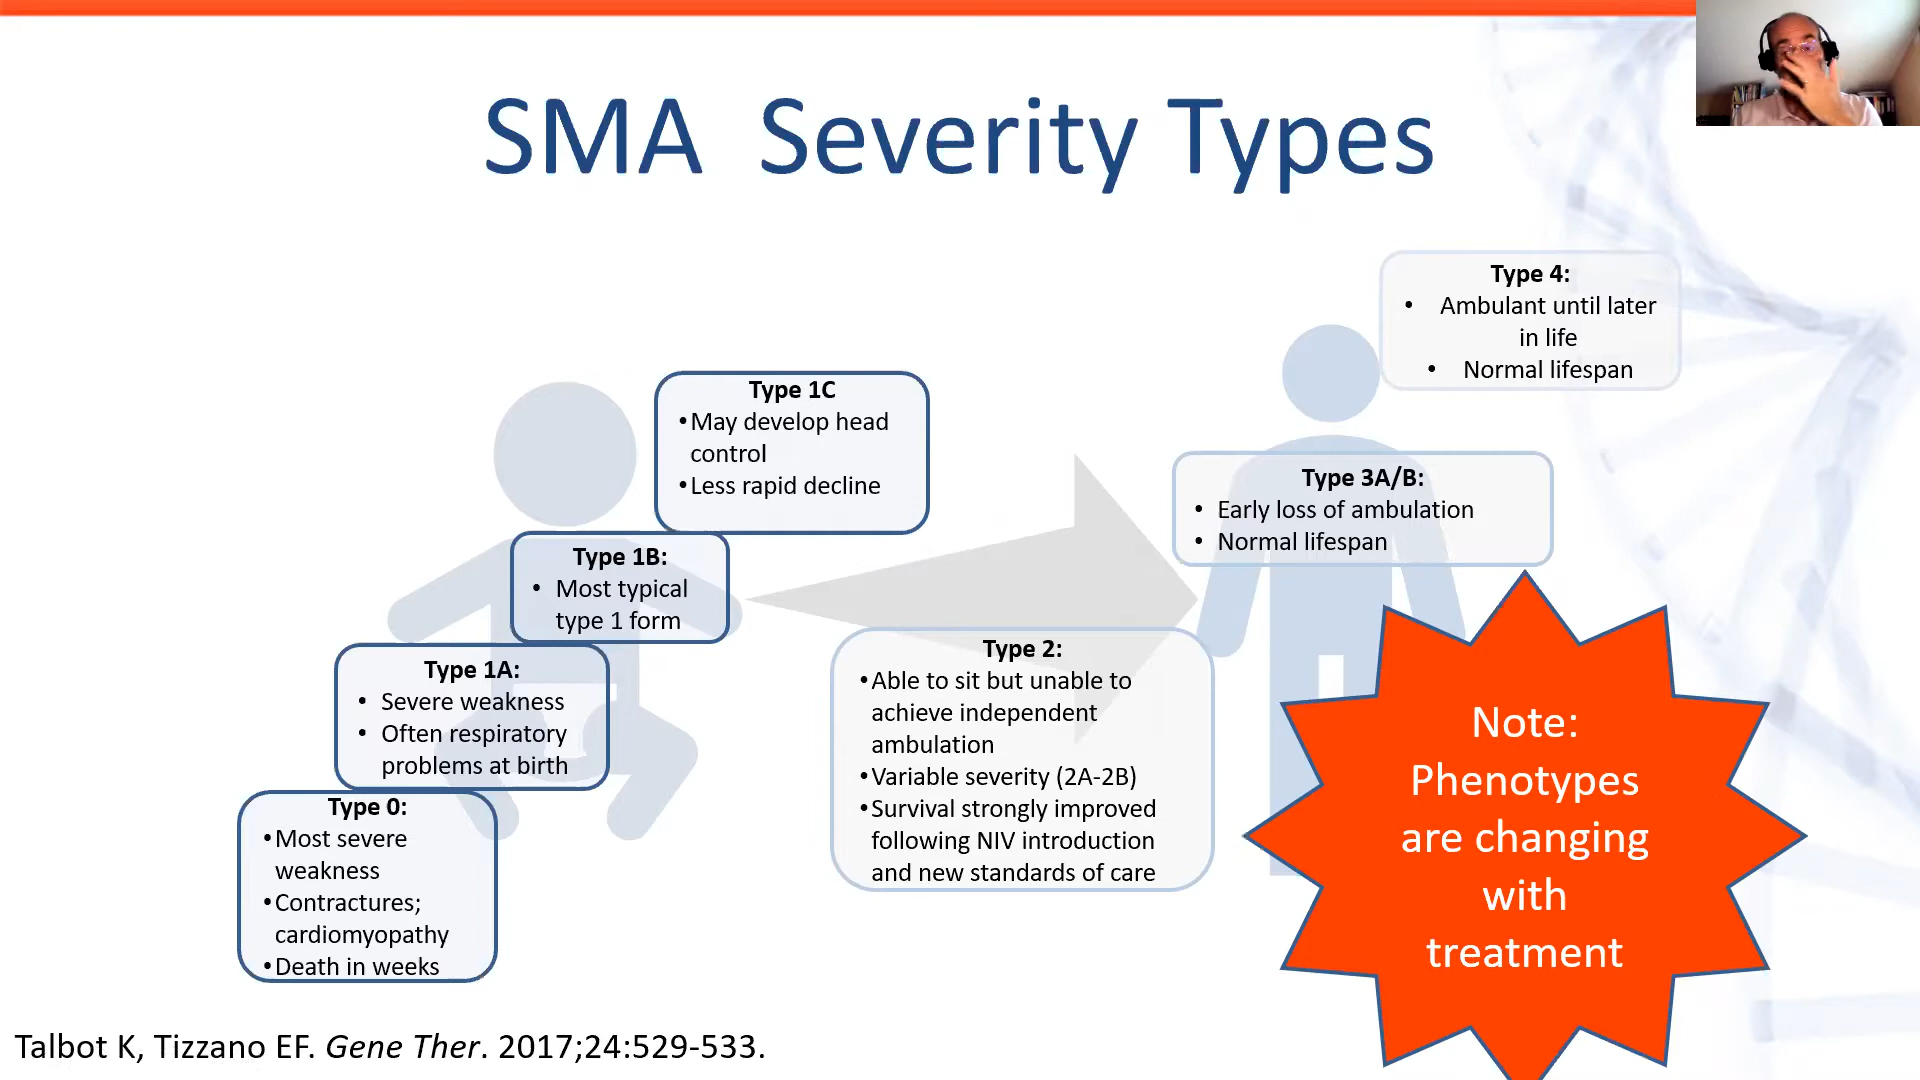 SMA Severity Types
Type 4:
• Ambulant until later
in life
• Normal lifespan
Type 1C
• May develop head
control
• Less rapid decline
Type 3A/B:
• Early loss of ambulation
• Normal lifespan
Type 1B:
• Most typical
type 1 form
Type 1A:
• Severe weakness
• Often respiratory
problems at birth
Type 2:
• Able to sit but unable to
achieve independent
ambulation
• Variable severity (2A-2B)
• Survival strongly improved
following NIV introduction
and new standards of care
Type 0:
• Most severe
weakness
• Contractures;
cardiomyopathy
• Death in weeks
Note:
Phenotypes
are changing
with
treatment
Talbot K, Tizzano EF. Gene Ther. 2017;24:529-533.